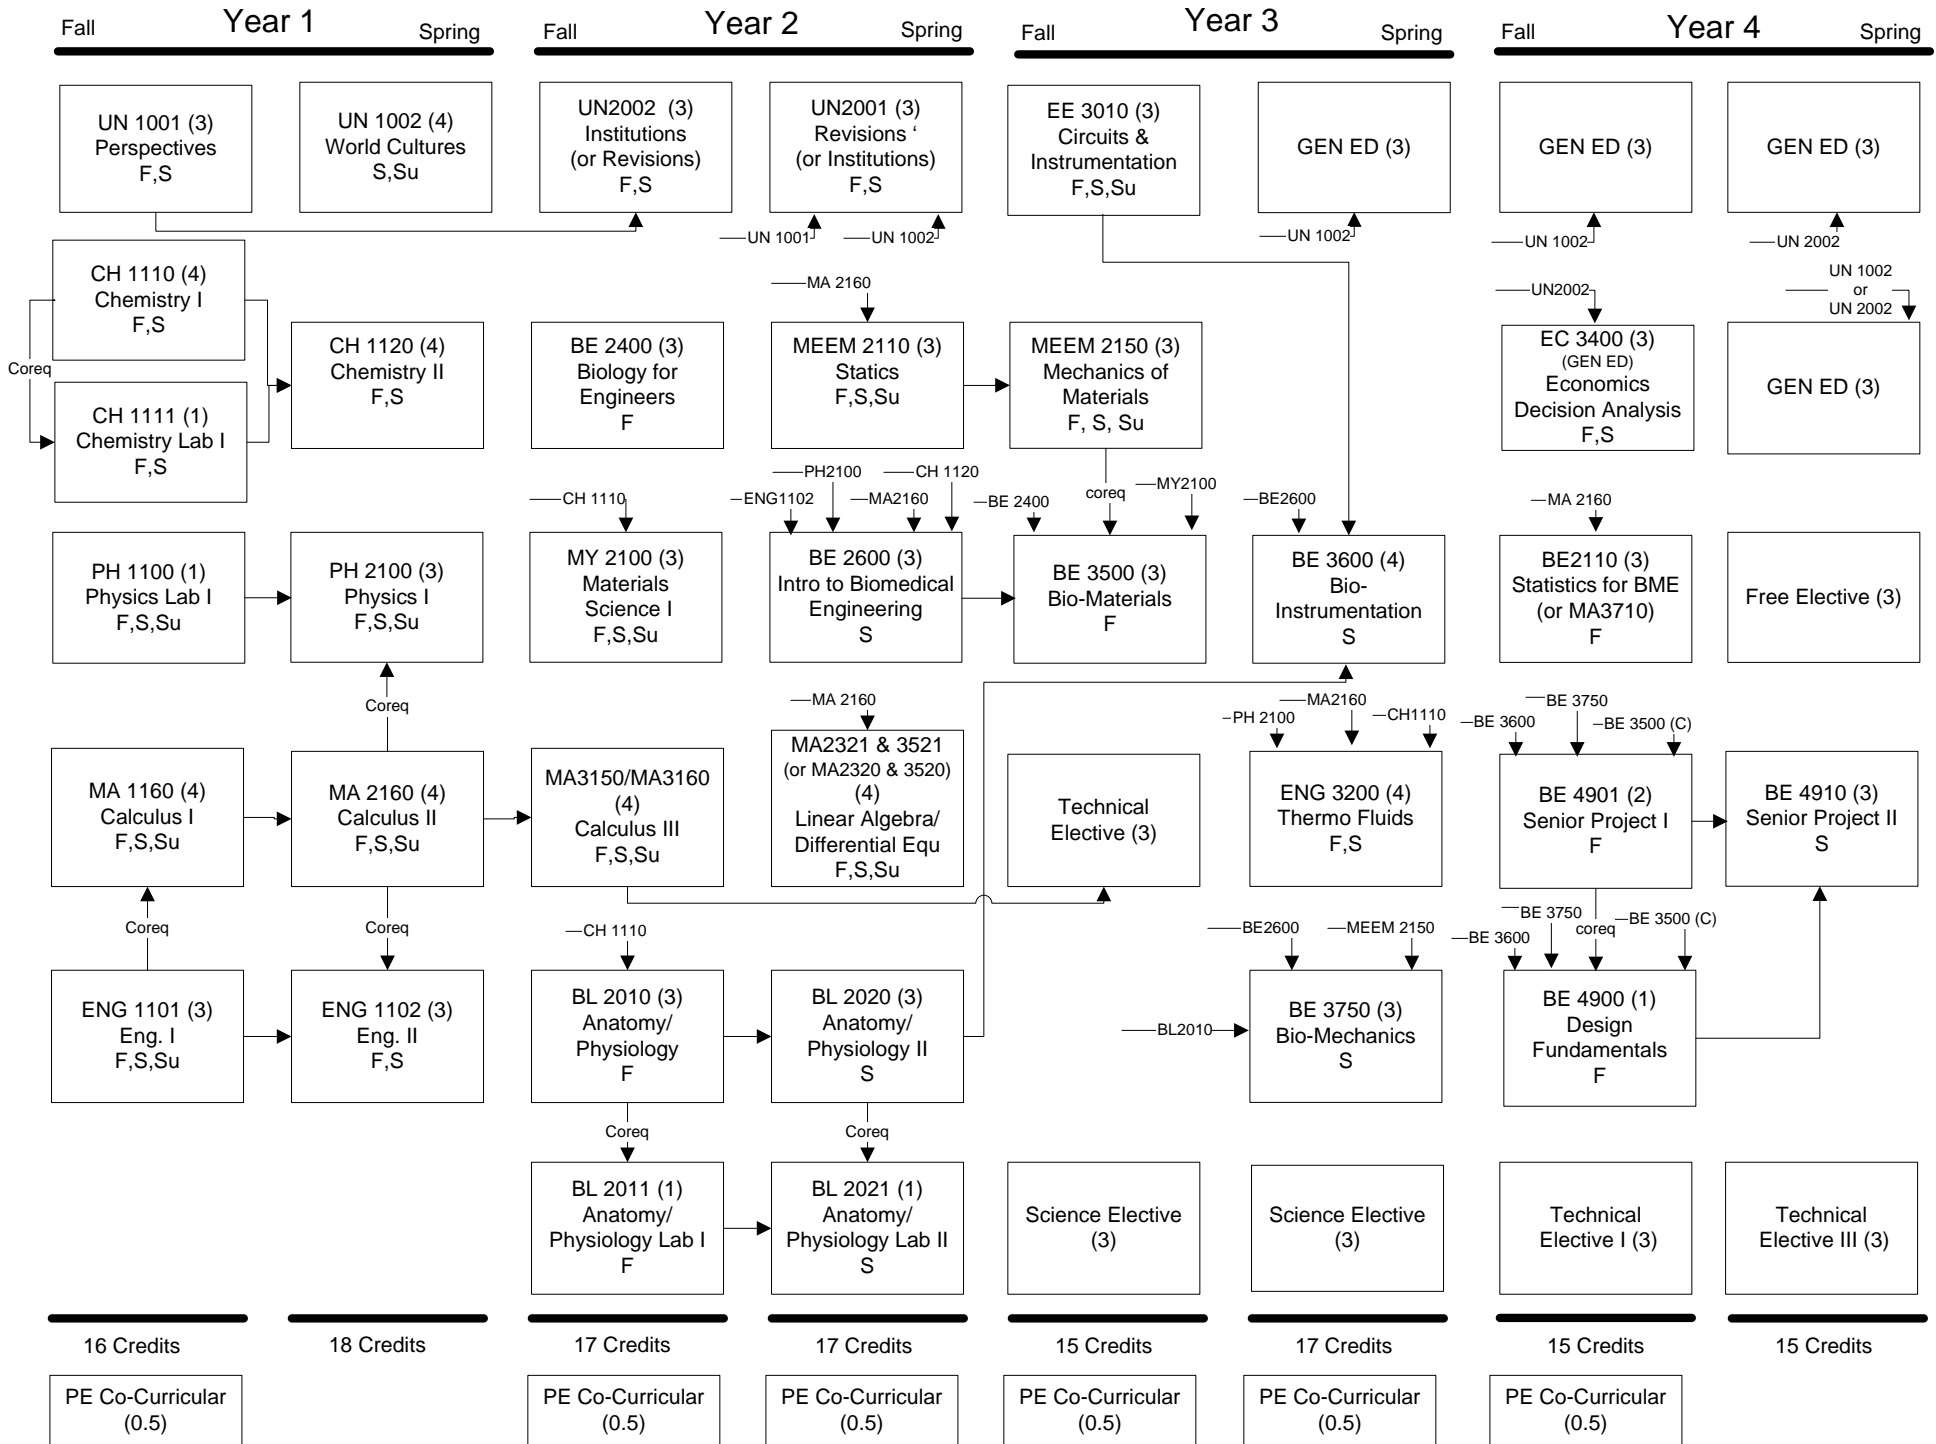 Fall
Year 1
Spring
Fall
Year 2
Spring
Fall
Year 3
Spring
Fall
Year 4
Spring
UN 1001 (3)
Perspectives
F,S
UN 1002 (4)
World Cultures
S,Su
UN2002  (3)
Institutions
(or Revisions)
F,S
UN2001 (3)
Revisions ‘
(or Institutions)
F,S
EE 3010 (3)
Circuits &
Instrumentation
F,S,Su
GEN ED (3)
GEN ED (3)
GEN ED (3)
UN 1001
UN 1002
UN 1002
UN 1002
UN 2002
CH 1110 (4)
Chemistry I
F,S
Coreq
CH 1111 (1)
Chemistry Lab I
F,S
CH 1120 (4)
Chemistry II
F,S
BE 2400 (3)
Biology for
Engineers
F
MA 2160
MEEM 2110 (3)
Statics
F,S,Su
MEEM 2150 (3)
Mechanics of
Materials
F, S, Su
UN2002
EC 3400 (3)
(GEN ED)
Economics
Decision Analysis
F,S
UN 1002
or
UN 2002
GEN ED (3)
CH 1110
ENG1102
PH2100
MA2160
CH 1120
BE 2400
coreq
MY2100
BE2600
MA 2160
PH 1100 (1)
Physics Lab I
F,S,Su
PH 2100 (3)
Physics I
F,S,Su
MY 2100 (3)
Materials
Science I
F,S,Su
BE 2600 (3)
Intro to Biomedical
Engineering
S
BE 3500 (3)
Bio-Materials
F
BE 3600 (4)
Bio-
Instrumentation
S
BE2110 (3)
Statistics for BME
(or MA3710)
F
Free Elective (3)
Coreq
MA 2160
PH 2100
MA2160
CH1110
BE 3600
BE 3750
BE 3500 (C)
MA 1160 (4)
Calculus I
F,S,Su
MA 2160 (4)
Calculus II
F,S,Su
MA3150/MA3160
(4)
Calculus III
F,S,Su
MA2321 & 3521
(or MA2320 & 3520)
(4)
Linear Algebra/
Differential Equ
F,S,Su
Technical
Elective (3)
ENG 3200 (4)
Thermo Fluids
F,S
BE 4901 (2)
Senior Project I
F
BE 4910 (3)
Senior Project II
S
Coreq
Coreq
CH 1110
BE2600
MEEM 2150
BE 3600
BE 3750
coreq
BE 3500 (C)
ENG 1101 (3)
Eng. I
F,S,Su
ENG 1102 (3)
Eng. II
F,S
BL 2010 (3)
Anatomy/
Physiology
F
BL 2020 (3)
Anatomy/
Physiology II
S
BL2010
BE 3750 (3)
Bio-Mechanics
S
BE 4900 (1)
Design
Fundamentals
F
Coreq
Coreq
BL 2011 (1)
Anatomy/
Physiology Lab I
F
BL 2021 (1)
Anatomy/
Physiology Lab II
S
Science Elective
(3)
Science Elective
(3)
Technical
Elective I (3)
Technical
Elective III (3)
16 Credits
18 Credits
17 Credits
17 Credits
15 Credits
17 Credits
15 Credits
15 Credits
PE Co-Curricular
(0.5)
PE Co-Curricular
(0.5)
PE Co-Curricular
(0.5)
PE Co-Curricular
(0.5)
PE Co-Curricular
(0.5)
PE Co-Curricular
(0.5)